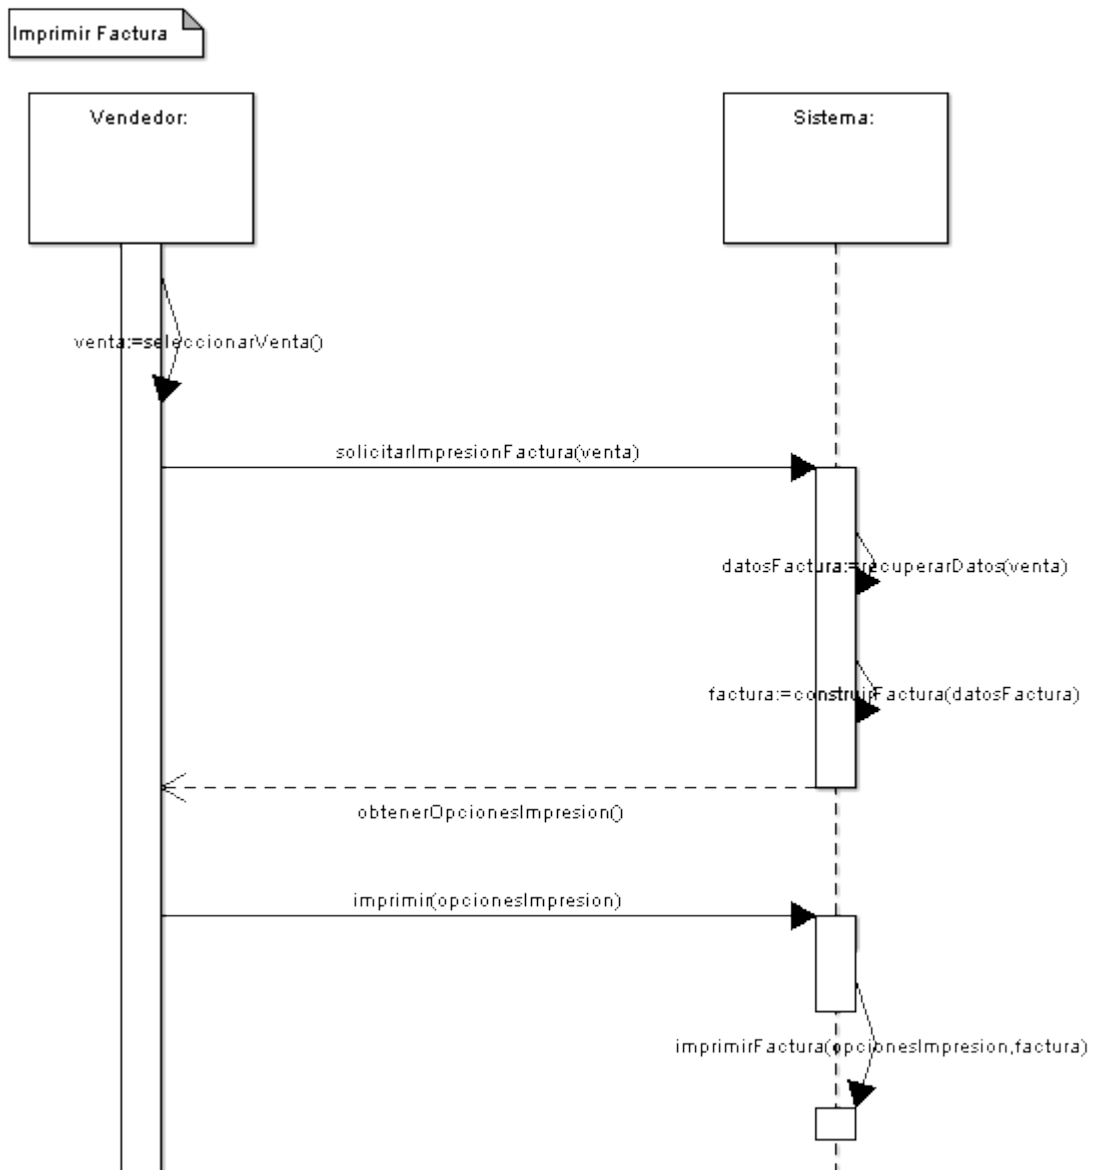 Imprimir Factura
Vendedor:
Sistema:
venta:=seleccionarVenta()
solicitarImpresionFactura(venta)
datosFactura:=recuperarDatos(venta)
factura:=construirFactura(datosFactura)
obtenerOpcionesImpresion()
imprimir(opcionesImpresion)
imprimirFactura(opcionesImpresion,factura)